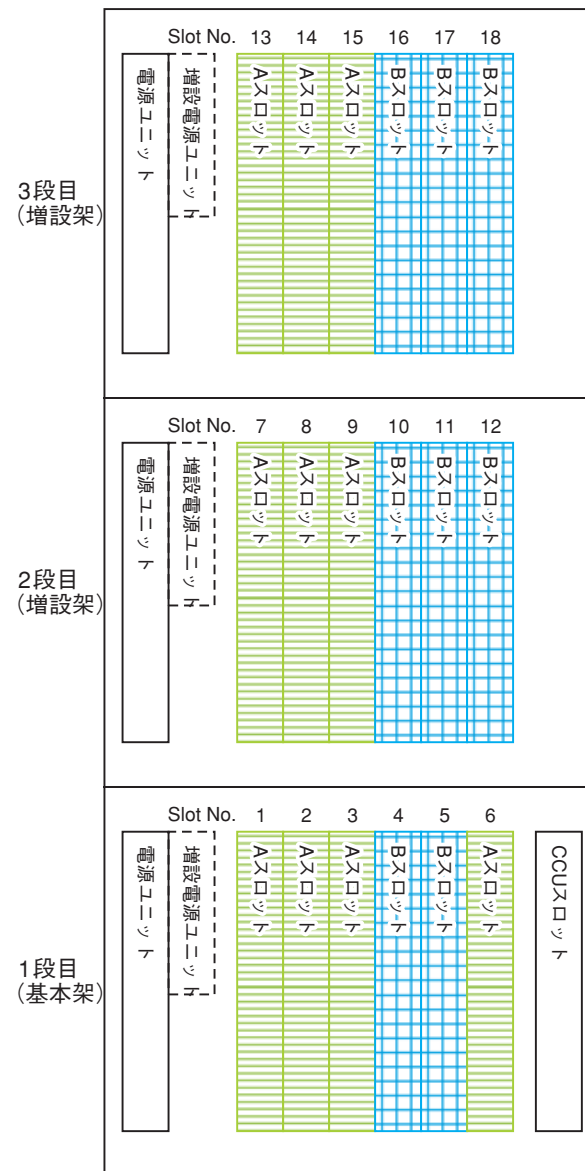 Slot No. 13 14 15 16 17 18
電源ユニット
増設電源ユニット
Aスロット
Aスロット
Aスロット
Bスロット
Bスロット
Bスロット
3段目
（増設架）
Slot No. 7 8 9 10 11 12
電源ユニット
増設電源ユニット
Aスロット
Aスロット
Aスロット
Bスロット
Bスロット
Bスロット
2段目
（増設架）
Slot No. 1 2 3 4 5 6
電源ユニット
増設電源ユニット
Aスロット
Aスロット
Aスロット
Bスロット
Bスロット
Aスロット
CCUスロット
1段目
（基本架）